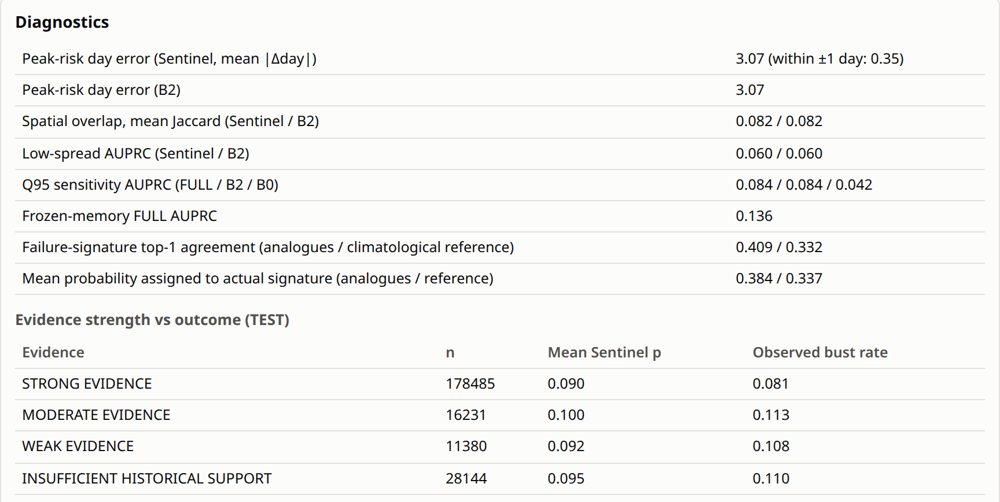 Diagnostics
Peak-risk day error (Sentinel, mean |Δday|) 3.07 (within ±1 day: 0.35)
Peak-risk day error (B2) 3.07
Spatial overlap, mean Jaccard (Sentinel / B2) 0.082 / 0.082
Low-spread AUPRC (Sentinel / B2) 0.060 / 0.060
Q95 sensitivity AUPRC (FULL / B2 / B0) 0.084 / 0.084 / 0.042
Frozen-memory FULL AUPRC 0.136
Failure-signature top-1 agreement (analogues / climatological reference) 0.409 / 0.332
Mean probability assigned to actual signature (analogues / reference) 0.384 / 0.337
Evidence strength vs outcome (TEST)
Evidence n Mean Sentinel p Observed bust rate
STRONG EVIDENCE 178485 0.090 0.081
MODERATE EVIDENCE 16231 0.100 0.113
WEAK EVIDENCE 11380 0.092 0.108
INSUFFICIENT HISTORICAL SUPPORT 28144 0.095 0.110